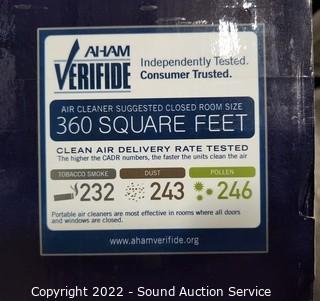 AHAM
VERIFIDE
Independently Tested.
Consumer Trusted.
AIR CLEANER SUGGESTED CLOSED ROOM SIZE
360 SQUARE FEET
CLEAN AIR DELIVERY RATE TESTED
The higher the CADR numbers, the faster the units clean the air
TOBACCO SMOKE DUST POLLEN
232 243 246
Portable air cleaners are most effective in rooms where all doors
and windows are closed.
www.ahamverifide.org
Copyright 2022 - Sound Auction Service